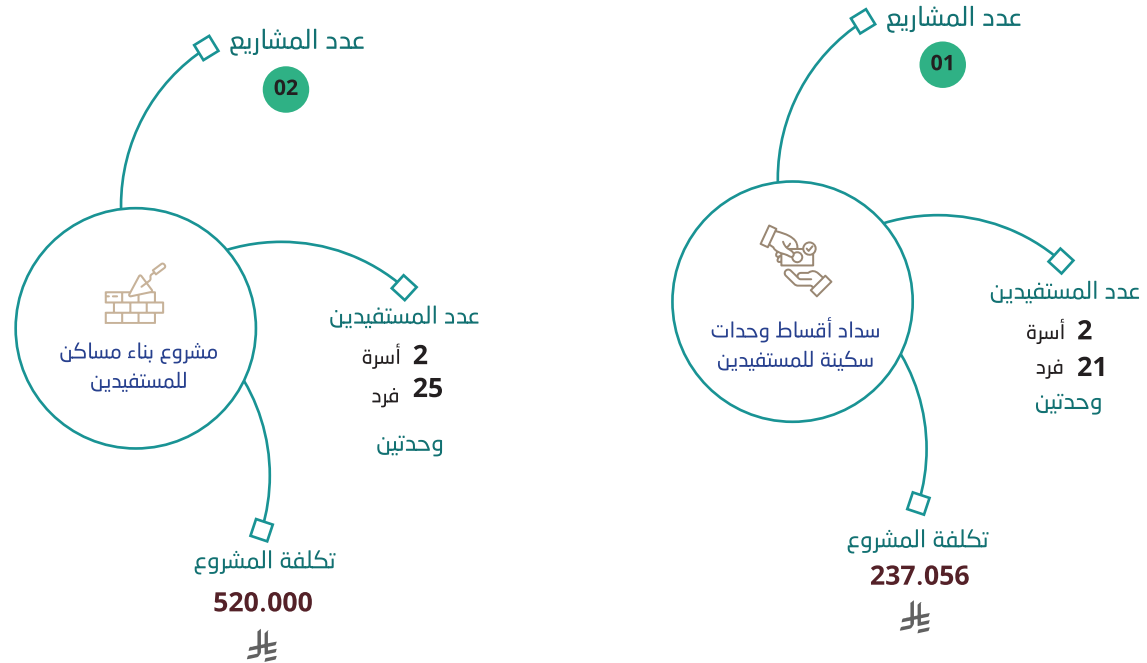 عدد المشاريع
01
سداد أقساط وحدات
سكينة للمستفيدين
عدد المستفيدين
2 أسرة
21 فرد
وحدتين
تكلفة المشروع
237.056
عدد المشاريع
02
مشروع بناء مساكن
للمستفيدين
عدد المستفيدين
2 أسرة
25 فرد
وحدتين
تكلفة المشروع
520.000